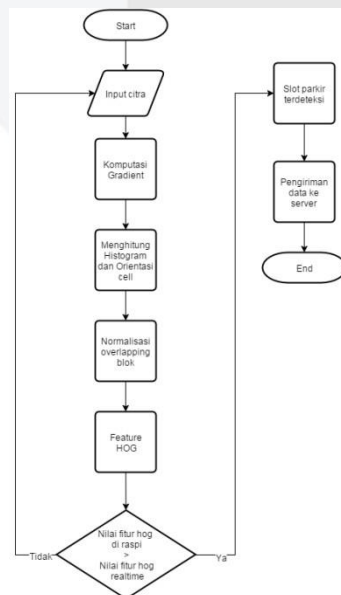 Start
Input citra
Komputasi
Gradient
Menghitung
Histogram
dan Orientasi
cell
Normalisasi
overlapping
blok
Feature
HOG
Nilai fitur hog
di raspi
>
Nilai fitur hog
realtime
Tidak
Ya
Slot parkir
terdeteksi
Pengiriman
data ke
server
End